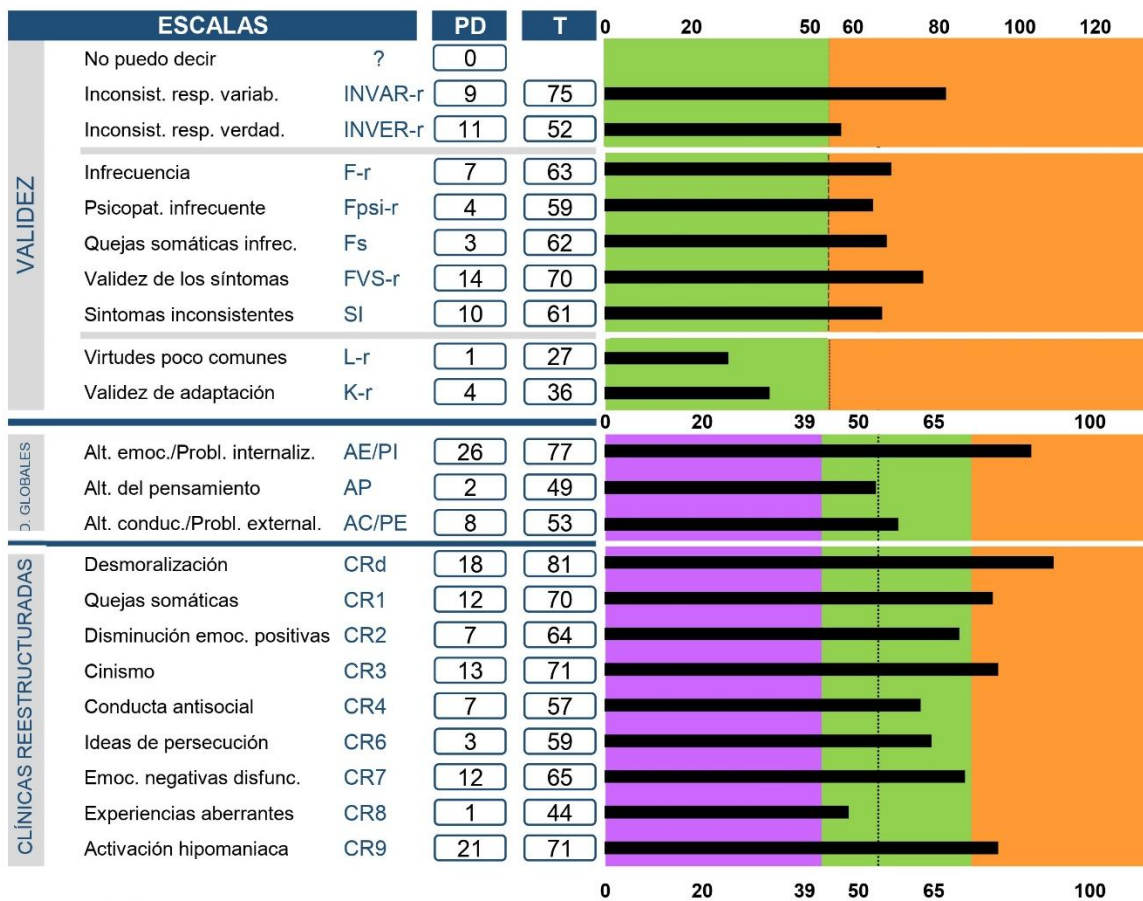 ESCALAS PD T 0 20 50 60 80 100 120
VALIDEZ
No puedo decir ? 0
Inconsist. resp. variab. INVAR-r 9 75
Inconsist. resp. verdad. INVER-r 11 52
Infrecuencia F-r 7 63
Psicopat. infrecuente Fpsi-r 4 59
Quejas somáticas infrec. Fs 3 62
Validez de los síntomas FVS-r 14 70
Sintomas inconsistentes SI 10 61
Virtudes poco comunes L-r 1 27
Validez de adaptación K-r 4 36
0 20 39 50 65 100
D. GLOBALES
Alt. emoc./Probl. internaliz. AE/PI 26 77
Alt. del pensamiento AP 2 49
Alt. conduc./Probl. external. AC/PE 8 53
CLÍNICAS REESTRUCTURADAS
Desmoralización CRd 18 81
Quejas somáticas CR1 12 70
Disminución emoc. positivas CR2 7 64
Cinismo CR3 13 71
Conducta antisocial CR4 7 57
Ideas de persecución CR6 3 59
Emoc. negativas disfunc. CR7 12 65
Experiencias aberrantes CR8 1 44
Activación hipomaniaca CR9 21 71
0 20 39 50 65 100